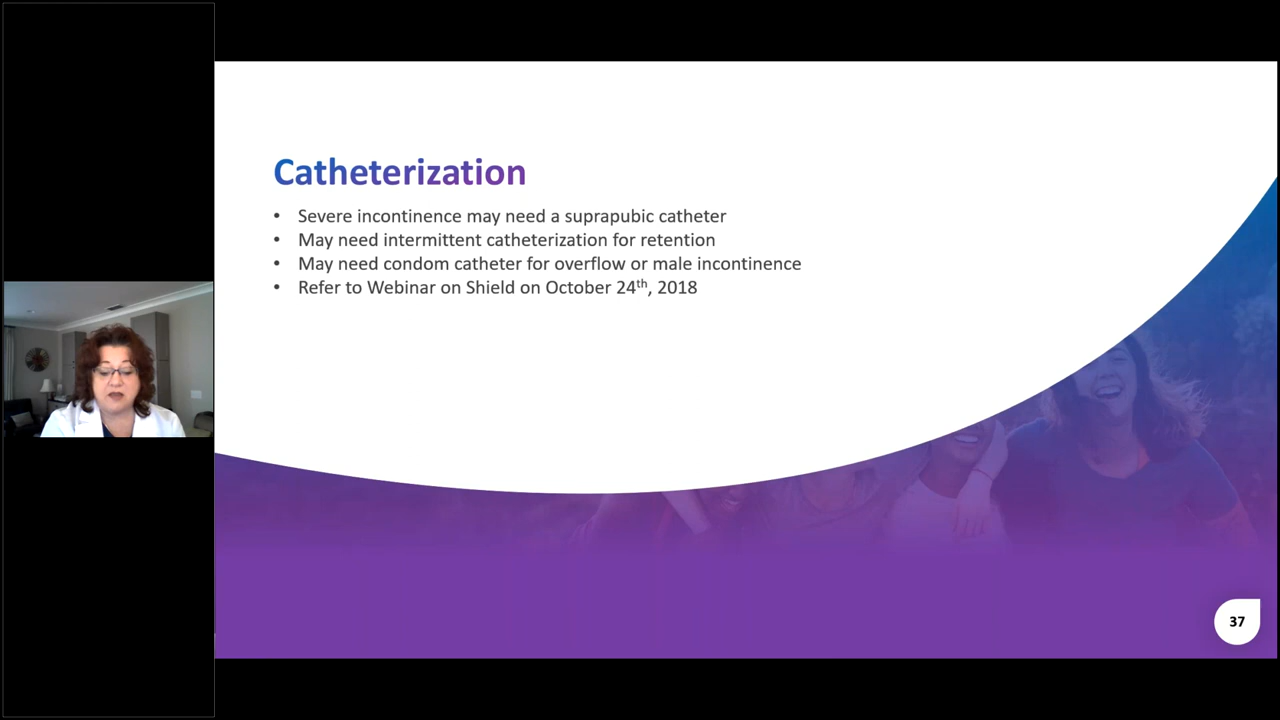 Catheterization
• Severe incontinence may need a suprapubic catheter
• May need intermittent catheterization for retention
• May need condom catheter for overflow or male incontinence
• Refer to Webinar on Shield on October 24th, 2018
37